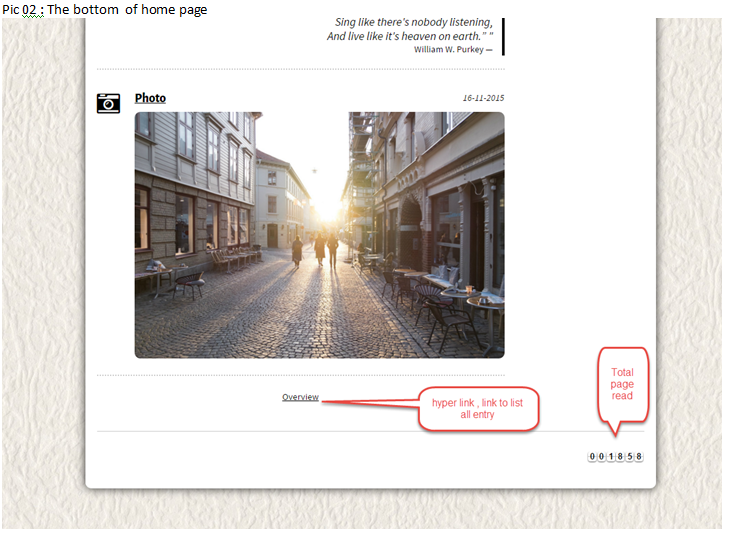 Pic 02 : The bottom of home page
Sing like there's nobody listening,
And live like it's heaven on earth.” "
William W. Purkey —
Photo
16-11-2015
Overview
hyper link , link to list
all entry
Total
page
read
001858